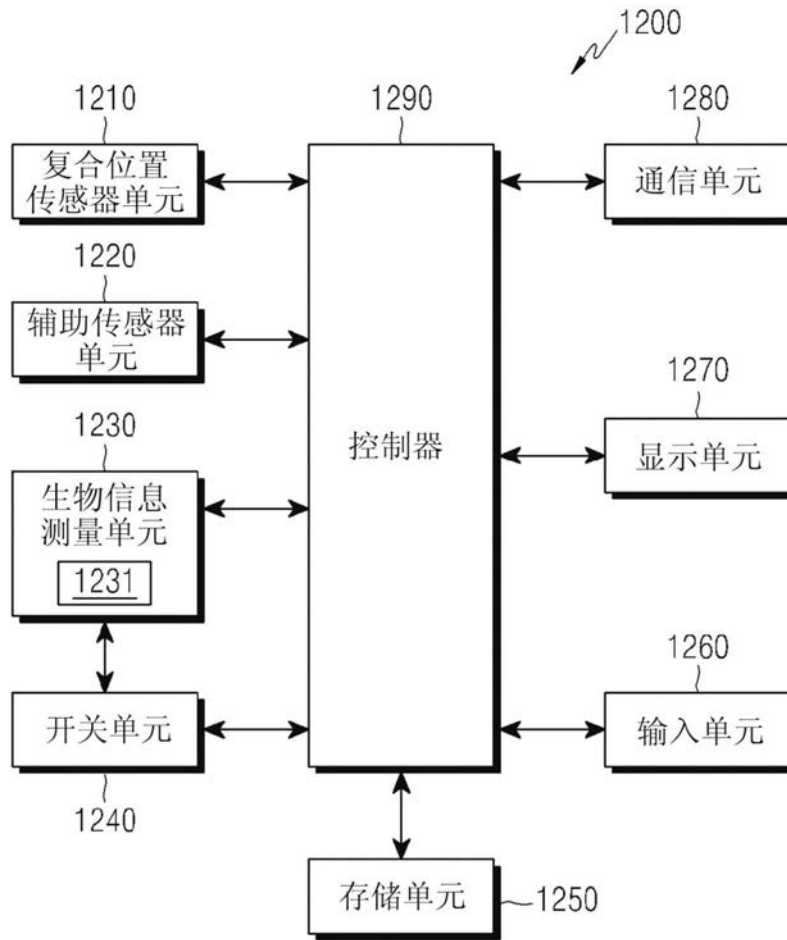 1200
1210
复合位置
传感器单元
1220
辅助传感器
单元
1230
生物信息
测量单元
1231
开关单元
1240
1290
控制器
存储单元
1250
1280
通信单元
1270
显示单元
1260
输入单元